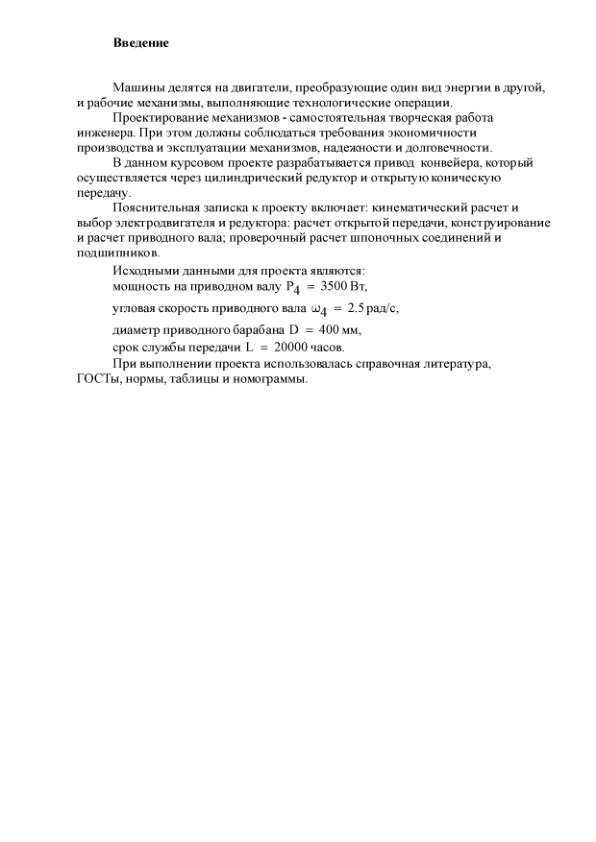 Введение
Машины делятся на двигатели, преобразующие один вид энергии в другой,
и рабочие механизмы, выполняющие технологические операции.
Проектирование механизмов - самостоятельная творческая работа
инженера. При этом должны соблюдаться требования экономичности
производства и эксплуатации механизмов, надежности и долговечности.
В данном курсовом проекте разрабатывается привод конвейера, который
осуществляется через цилиндрический редуктор и открытую коническую
передачу.
Пояснительная записка к проекту включает: кинематический расчет и
выбор электродвигателя и редуктора: расчет открытой передачи, конструирование
и расчет приводного вала; проверочный расчет шпоночных соединений и
подшипников.
Исходными данными для проекта являются:
мощность на приводном валу P4 = 3500 Вт,
угловая скорость приводного вала ω4 = 2.5 рад/с,
диаметр приводного барабана D = 400 мм,
срок службы передачи L = 20000 часов.
При выполнении проекта использовалась справочная литература,
ГОСТы, нормы, таблицы и номограммы.